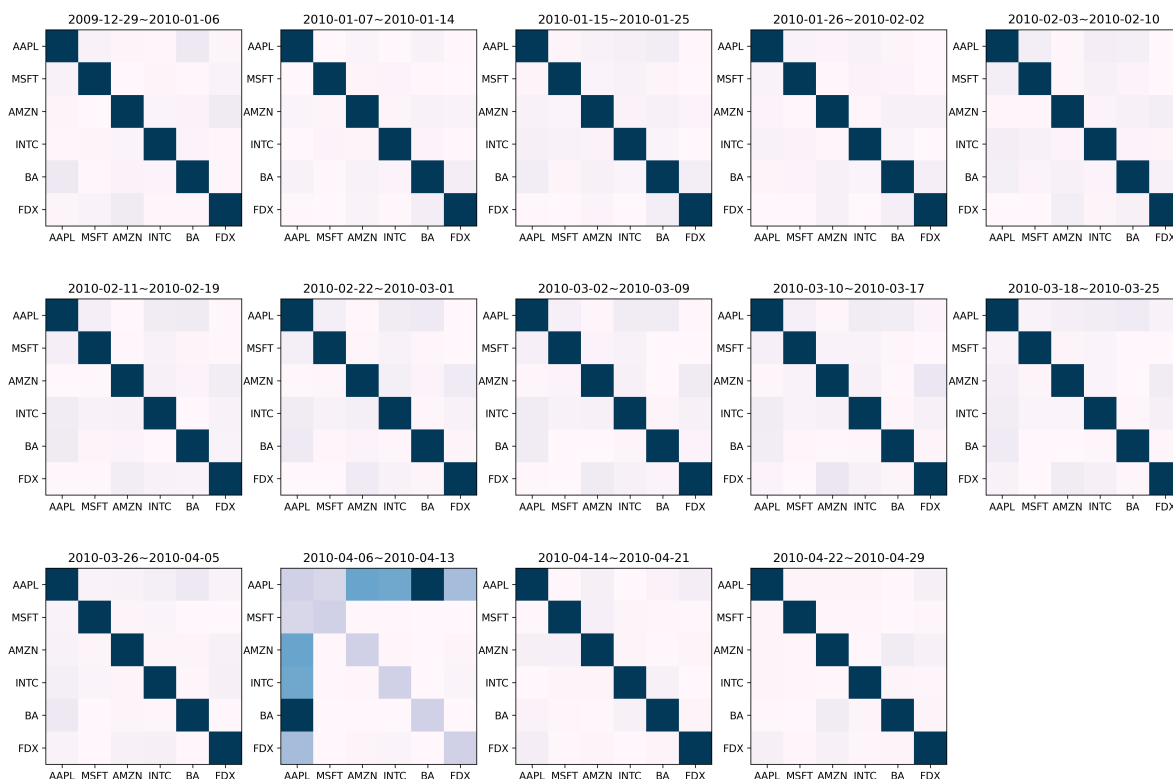 2009-12-29~2010-01-06 2010-01-07~2010-01-14 2010-01-15~2010-01-25 2010-01-26~2010-02-02 2010-02-03~2010-02-10
AAPL AAPL AAPL AAPL AAPL
MSFT MSFT MSFT MSFT MSFT
AMZN AMZN AMZN AMZN AMZN
INTC INTC INTC INTC INTC
BA BA BA BA BA
FDX FDX FDX FDX FDX
AAPL MSFT AMZN INTC BA FDX AAPL MSFT AMZN INTC BA FDX AAPL MSFT AMZN INTC BA FDX AAPL MSFT AMZN INTC BA FDX AAPL MSFT AMZN INTC BA FDX
2010-02-11~2010-02-19 2010-02-22~2010-03-01 2010-03-02~2010-03-09 2010-03-10~2010-03-17 2010-03-18~2010-03-25
AAPL AAPL AAPL AAPL AAPL
MSFT MSFT MSFT MSFT MSFT
AMZN AMZN AMZN AMZN AMZN
INTC INTC INTC INTC INTC
BA BA BA BA BA
FDX FDX FDX FDX FDX
AAPL MSFT AMZN INTC BA FDX AAPL MSFT AMZN INTC BA FDX AAPL MSFT AMZN INTC BA FDX AAPL MSFT AMZN INTC BA FDX AAPL MSFT AMZN INTC BA FDX
2010-03-26~2010-04-05 2010-04-06~2010-04-13 2010-04-14~2010-04-21 2010-04-22~2010-04-29
AAPL AAPL AAPL AAPL
MSFT MSFT MSFT MSFT
AMZN AMZN AMZN AMZN
INTC INTC INTC INTC
BA BA BA BA
FDX FDX FDX FDX
AAPL MSFT AMZN INTC BA FDX AAPL MSFT AMZN INTC BA FDX AAPL MSFT AMZN INTC BA FDX AAPL MSFT AMZN INTC BA FDX